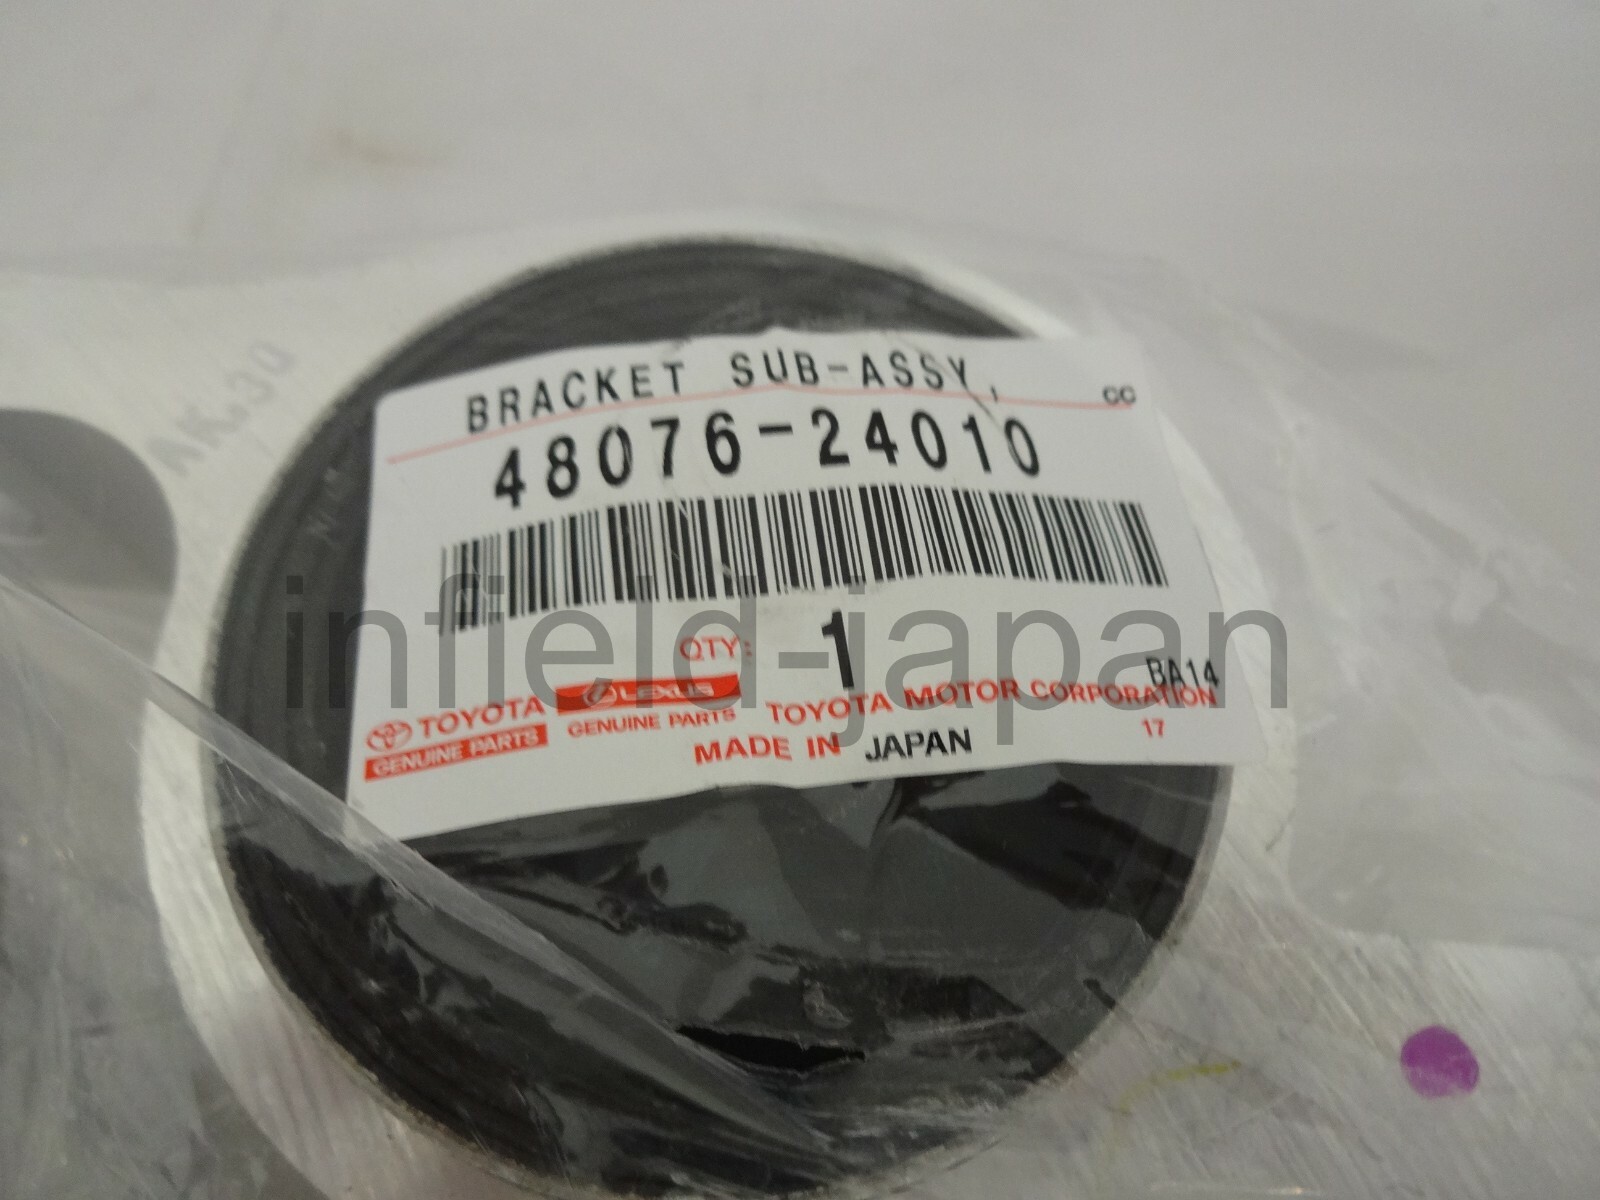 BRACKET SUB-ASSY,
CC
48076-24010
QTY: 1
BA14
TOYOTA
GENUINE PARTS
LEXUS
GENUINE PARTS
TOYOTA MOTOR CORPORATION
17
MADE IN JAPAN
infield-japan